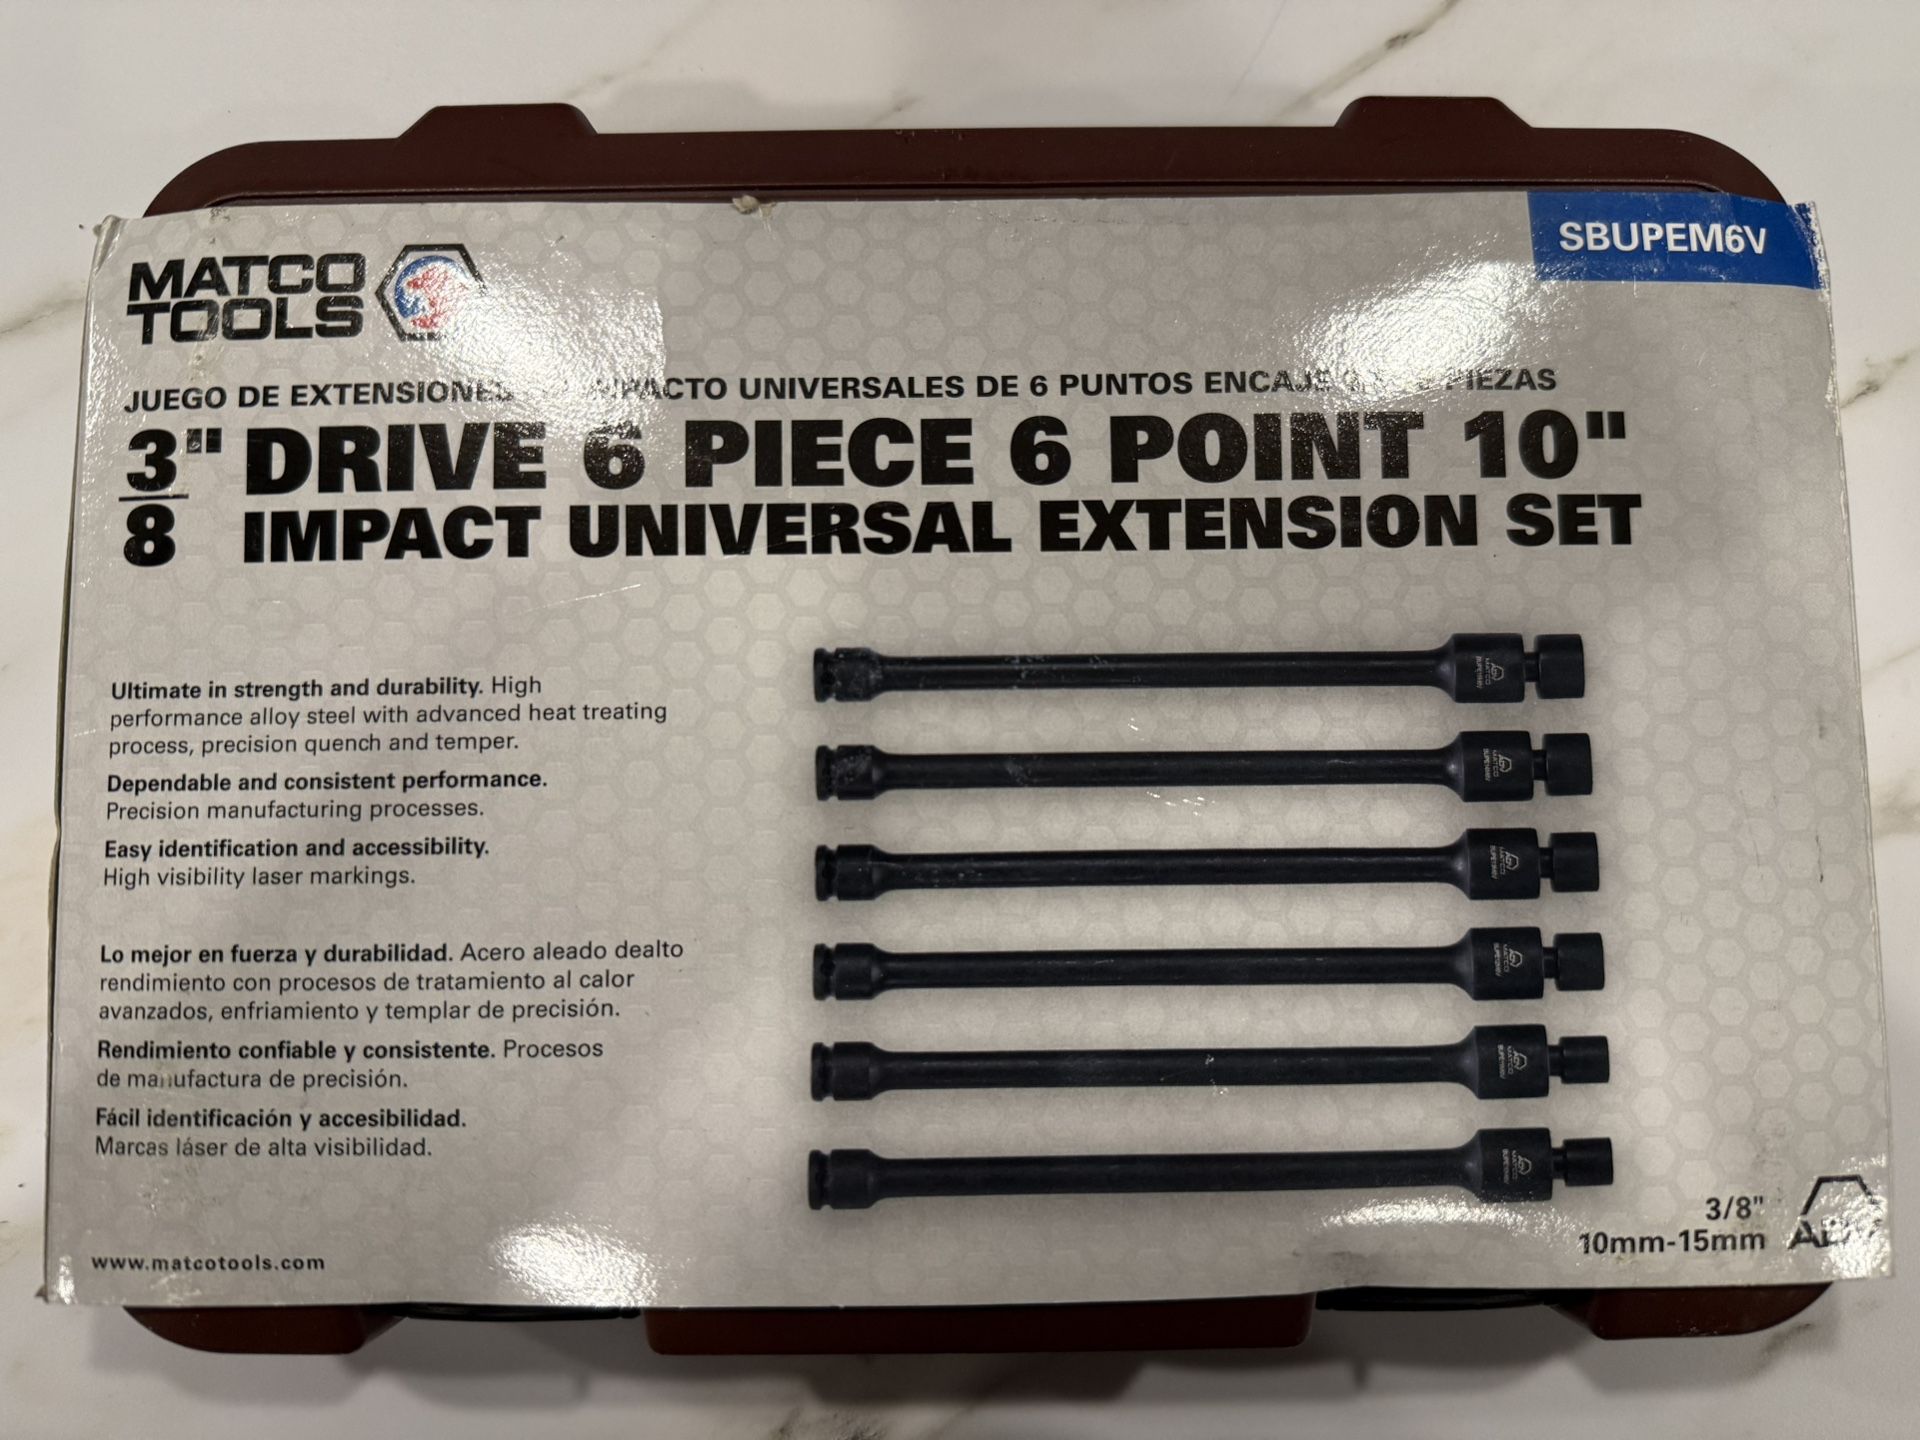 MATCO
TOOLS
SBUPEM6V
JUEGO DE EXTENSIONES IMPACTO UNIVERSALES DE 6 PUNTOS ENCAJE PIEZAS
3/8" DRIVE 6 PIECE 6 POINT 10"
IMPACT UNIVERSAL EXTENSION SET
Ultimate in strength and durability. High
performance alloy steel with advanced heat treating
process, precision quench and temper.
Dependable and consistent performance.
Precision manufacturing processes.
Easy identification and accessibility.
High visibility laser markings.
Lo mejor en fuerza y durabilidad. Acero aleado dealto
rendimiento con procesos de tratamiento al calor
avanzados, enfriamiento y templar de precisión.
Rendimiento confiable y consistente. Procesos
de manufactura de precisión.
Fácil identificación y accesibilidad.
Marcas láser de alta visibilidad.
www.matcotools.com
3/8"
10mm-15mm